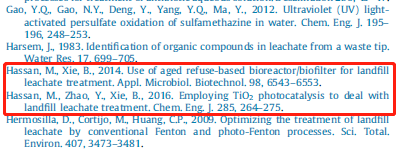 Gao, Y.Q., Gao, N.Y., Deng, Y., Yang, Y.Q., Ma, Y., 2012. Ultraviolet (UV) light-
activated persulfate oxidation of sulfamethazine in water. Chem. Eng. J. 195–
196, 248–253.
Harsem, J., 1983. Identification of organic compounds in leachate from a waste tip.
Water Res. 17, 699–705.
Hassan, M., Xie, B., 2014. Use of aged refuse-based bioreactor/biofilter for landfill
leachate treatment. Appl. Microbiol. Biotechnol. 98, 6543–6553.
Hassan, M., Zhao, Y., Xie, B., 2016. Employing TiO2 photocatalysis to deal with
landfill leachate treatment. Chem. Eng. J. 285, 264–275.
Hermosilla, D., Cortijo, M., Huang, C.P., 2009. Optimizing the treatment of landfill
leachate by conventional Fenton and photo-Fenton processes. Sci. Total.
Environ. 407, 3473–3481.